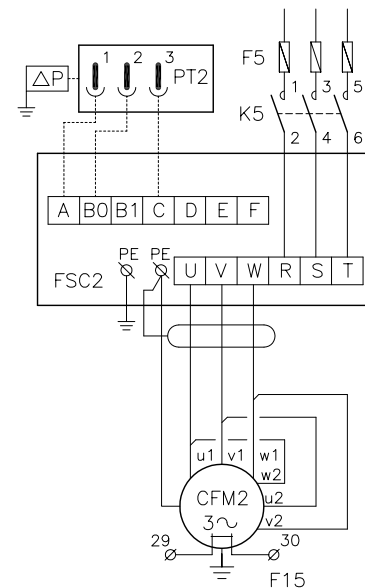 1 2 3
ΔP
PT2
F5
1 3 5
K5
2 4 6
A B0 B1 C D E F
PE PE
FSC2
U V W R S T
u1 v1 w1
w2
CFM2
u2
3~
v2
29
30
F15